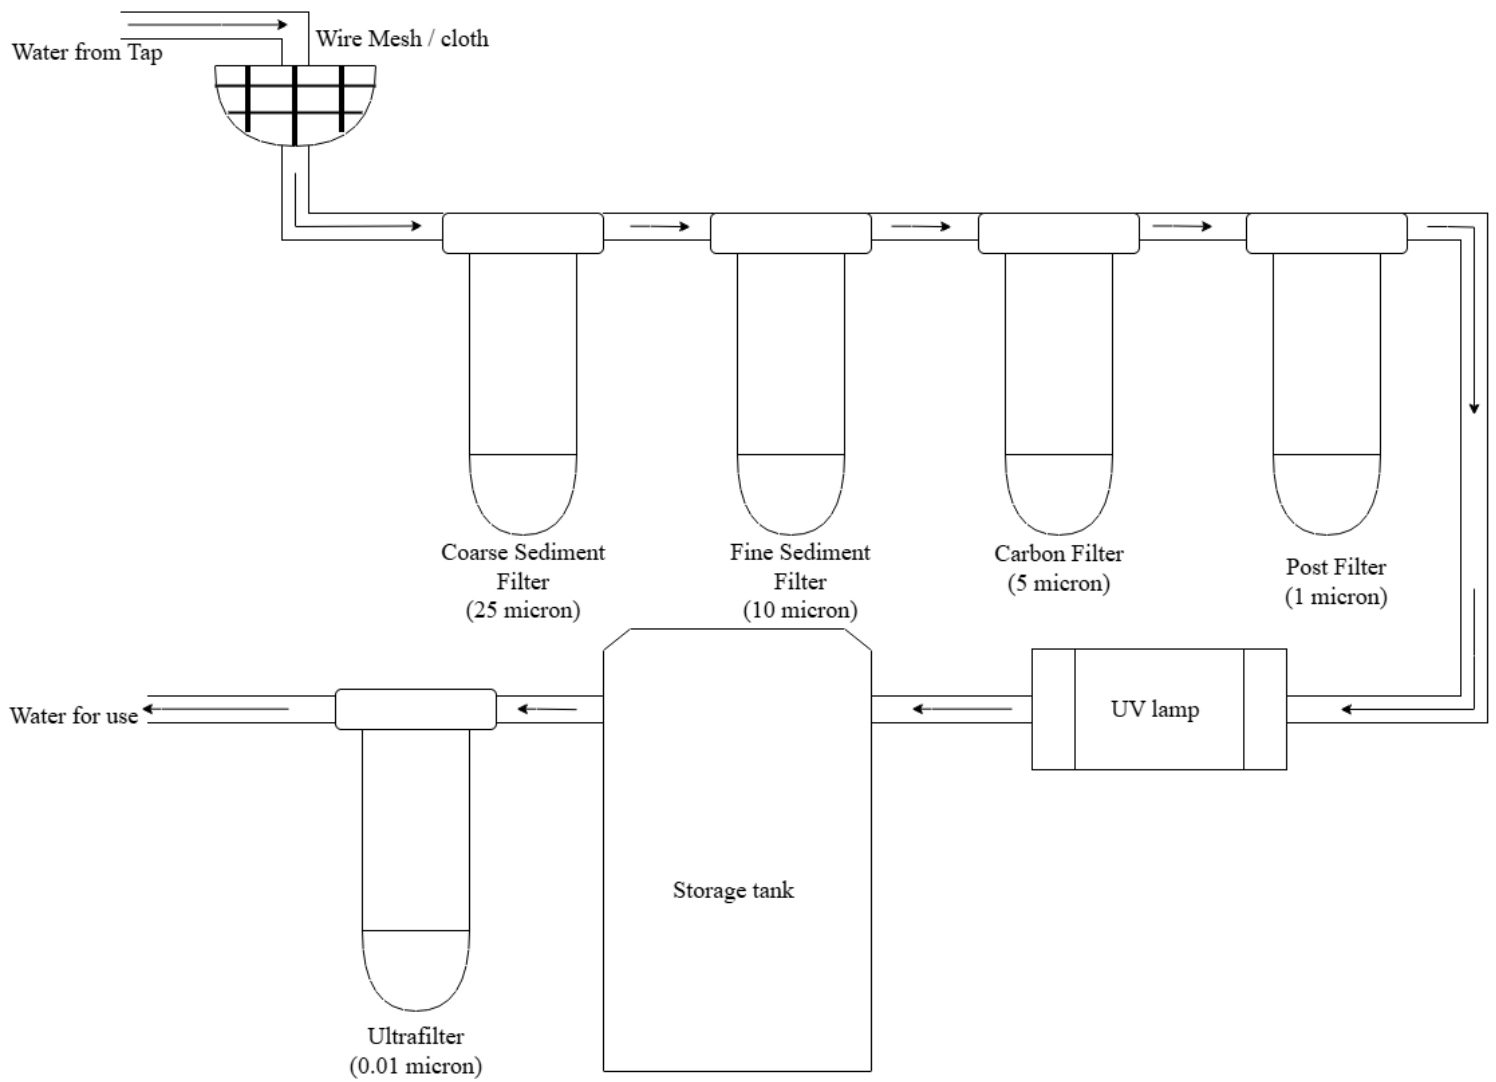 Wire Mesh / cloth
Water from Tap
Coarse Sediment
Filter
(25 micron)
Fine Sediment
Filter
(10 micron)
Carbon Filter
(5 micron)
Post Filter
(1 micron)
UV lamp
Storage tank
Water for use
Ultrafilter
(0.01 micron)